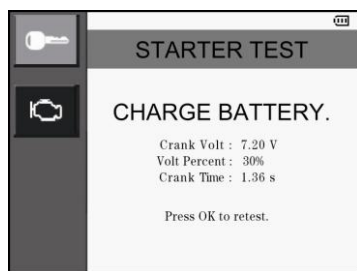 STARTER TEST
CHARGE BATTERY.
Crank Volt : 7.20 V
Volt Percent : 30%
Crank Time : 1.36 s
Press OK to retest.